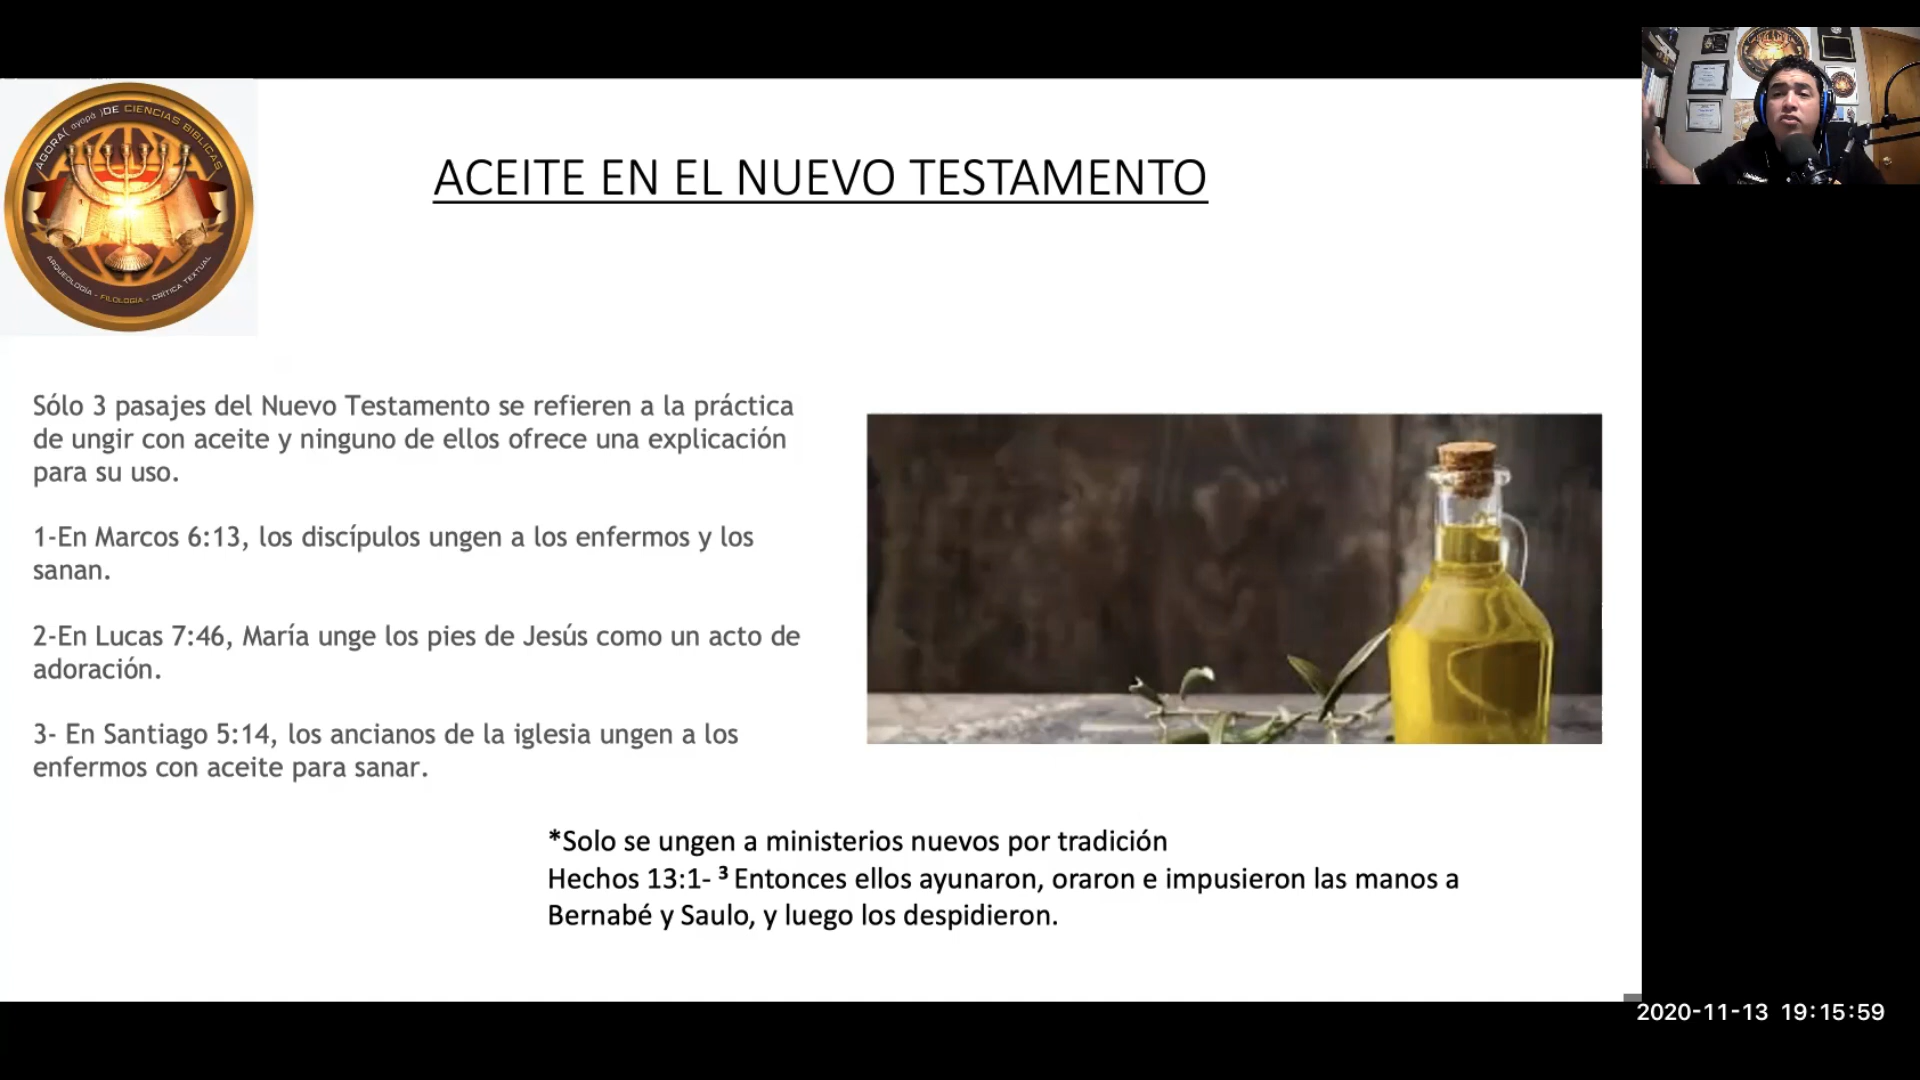 ÁGORA( αγορά )DE CIENCIAS BIBLICAS
ARQUEOLOGÍA - FILOLOGIA - CRÍTICA TEXTUAL
ACEITE EN EL NUEVO TESTAMENTO
Sólo 3 pasajes del Nuevo Testamento se refieren a la práctica
de ungir con aceite y ninguno de ellos ofrece una explicación
para su uso.
1-En Marcos 6:13, los discípulos ungen a los enfermos y los
sanan.
2-En Lucas 7:46, María unge los pies de Jesús como un acto de
adoración.
3- En Santiago 5:14, los ancianos de la iglesia ungen a los
enfermos con aceite para sanar.
*Solo se ungen a ministerios nuevos por tradición
Hechos 13:1- ³ Entonces ellos ayunaron, oraron e impusieron las manos a
Bernabé y Saulo, y luego los despidieron.
2020-11-13 19:15:59